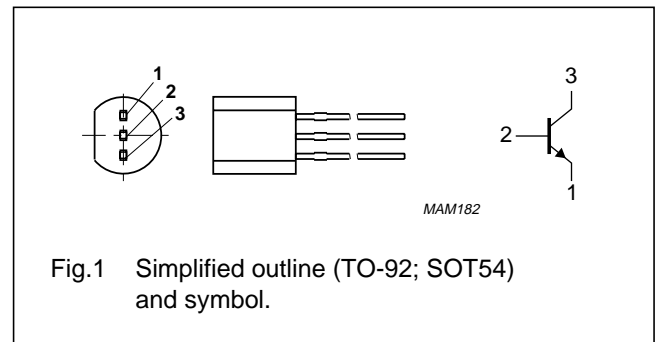 1
2
3
3
2
1
MAM182
Fig.1 Simplified outline (TO-92; SOT54)
and symbol.